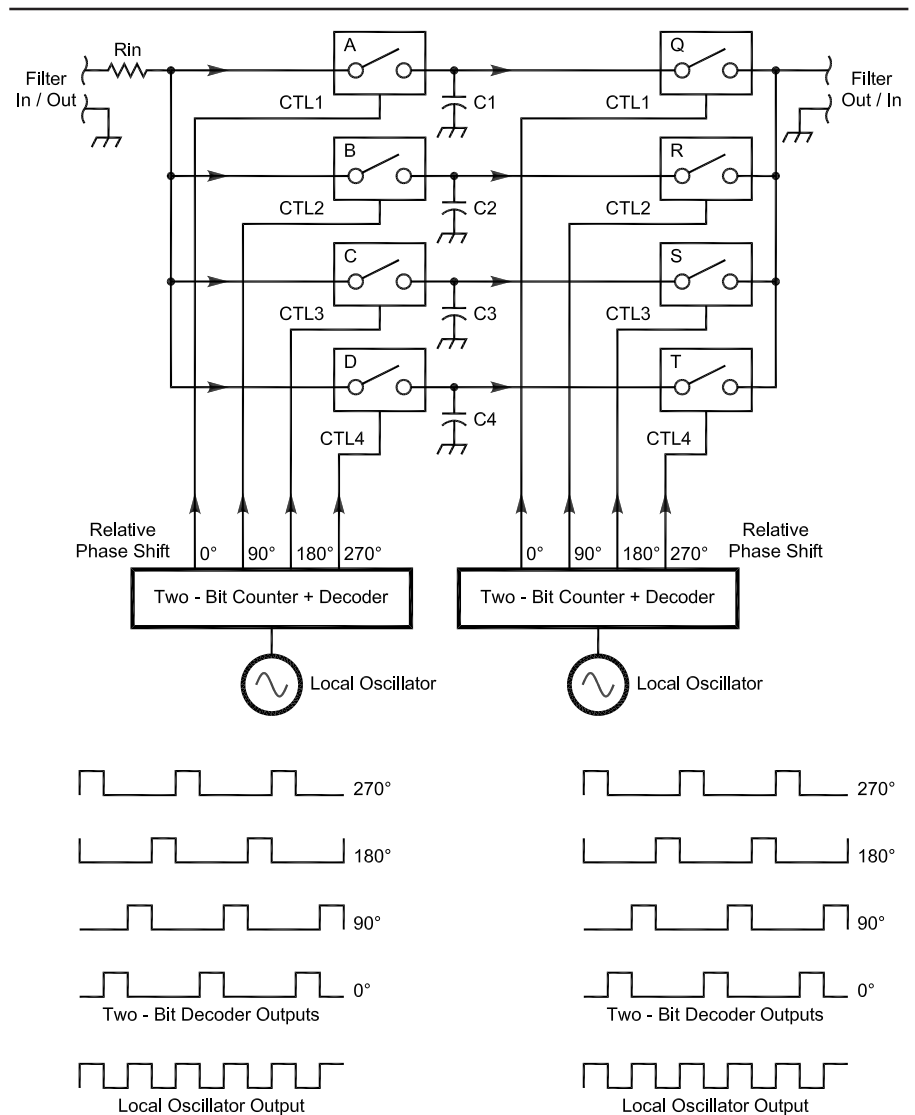 Rin
Filter
In / Out
A
CTL1
C1
Q
CTL1
Filter
Out / In
B
CTL2
C2
R
CTL2
C
CTL3
C3
S
CTL3
D
CTL4
C4
T
CTL4
Relative
Phase Shift
0° 90° 180° 270°
0° 90° 180° 270°
Relative
Phase Shift
Two - Bit Counter + Decoder
Two - Bit Counter + Decoder
Local Oscillator
Local Oscillator
270°
270°
180°
180°
90°
90°
0°
0°
Two - Bit Decoder Outputs
Two - Bit Decoder Outputs
Local Oscillator Output
Local Oscillator Output